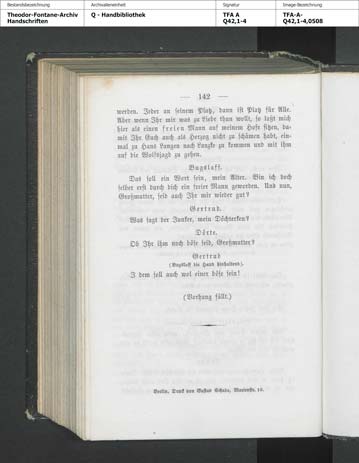 Bestandsbezeichnung
Theodor-Fontane-Archiv
Handschriften
Archivalieneinheit
Q - Handbibliothek
Signatur
TFA A
Q42,1-4
Image-Bezeichnung
TFA-A-
Q42,1-4,0508
— 142 —
werden. Jeder an seinem Platz, dann ist Platz für Alle.
Aber wenn Ihr mir was zu Liebe thun wollt, so laßt mich
hier als einen freien Mann auf meinem Hofe sitzen, da-
mit Ihr Euch auch als Herzog nicht zu schämen habt, ein-
mal zu Hans Langen nach Lanzke zu kommen und mit ihm
auf die Wolfsjagd zu gehen.
Bugslaff.
Das soll ein Wort sein, mein Alter. Bin ich doch
selber erst durch dich ein freier Mann geworden. Und nun,
Großmutter, seid auch Ihr mir wieder gut?
Gertrud.
Was sagt der Junker, mein Döchterken?
Dörte.
Ob Ihr ihm noch böse seid, Großmutter?
Gertrud
(Bugslaff die Hand hinhaltend).
I dem soll auch wol einer böse sein!
(Vorhang fällt.)
Berlin, Druck von Gustav Schade, Marienstr. 10.